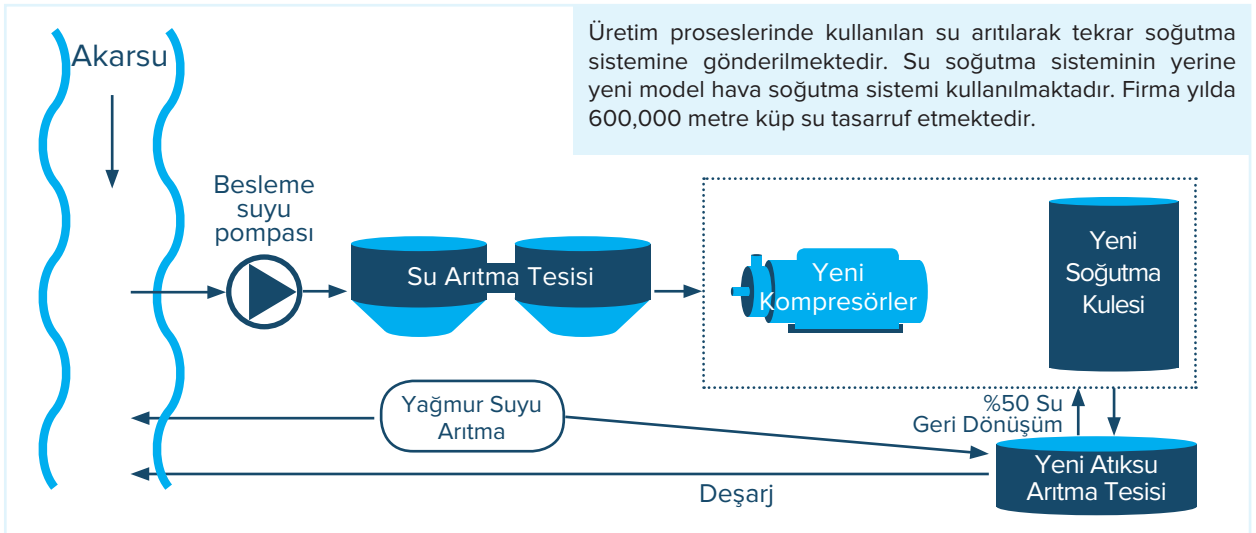 Üretim proseslerinde kullanılan su arıtılarak tekrar soğutma
sistemine gönderilmektedir. Su soğutma sisteminin yerine
yeni model hava soğutma sistemi kullanılmaktadır. Firma yılda
600,000 metre küp su tasarruf etmektedir.
Akarsu
Besleme
suyu
pompası
Su Arıtma Tesisi
Yeni
Kompresörler
Yeni
Soğutma
Kulesi
Yağmur Suyu
Arıtma
%50 Su
Geri Dönüşüm
Yeni Atıksu
Arıtma Tesisi
Deşarj